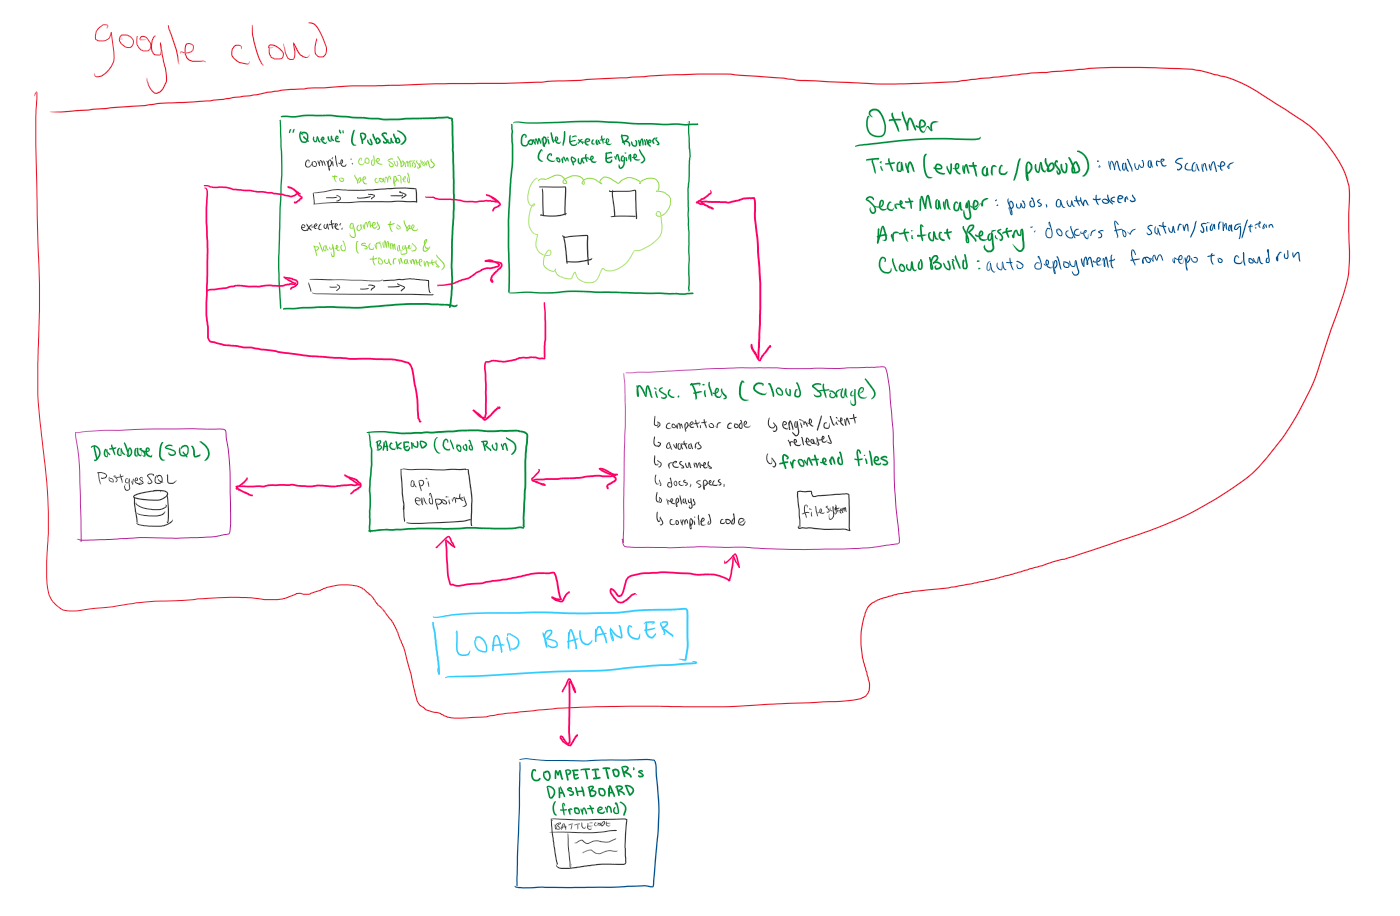 google cloud
"Queue" (PubSub)
compile: code submissions
to be compiled
execute: games to be
played (scrimmages &
tournaments)
Compile/Execute Runners
(Compute Engine)
Other
Titan (eventarc/pubsub): malware scanner
Secret Manager: pwds, auth tokens
Artifact Registry: dockers for saturn/siarnaq/titan
Cloud Build: auto deployment from repo to cloud run
Misc. Files (Cloud Storage)
↳ competitor code
↳ avatars
↳ resumes
↳ docs, specs,
↳ replays
↳ compiled code
↳ engine/client
releases
↳ frontend files
file system
Database (SQL)
PostgresSQL
BACKEND (Cloud Run)
api
endpoints
LOAD BALANCER
COMPETITOR's
DASHBOARD
(frontend)
BATTLECODE